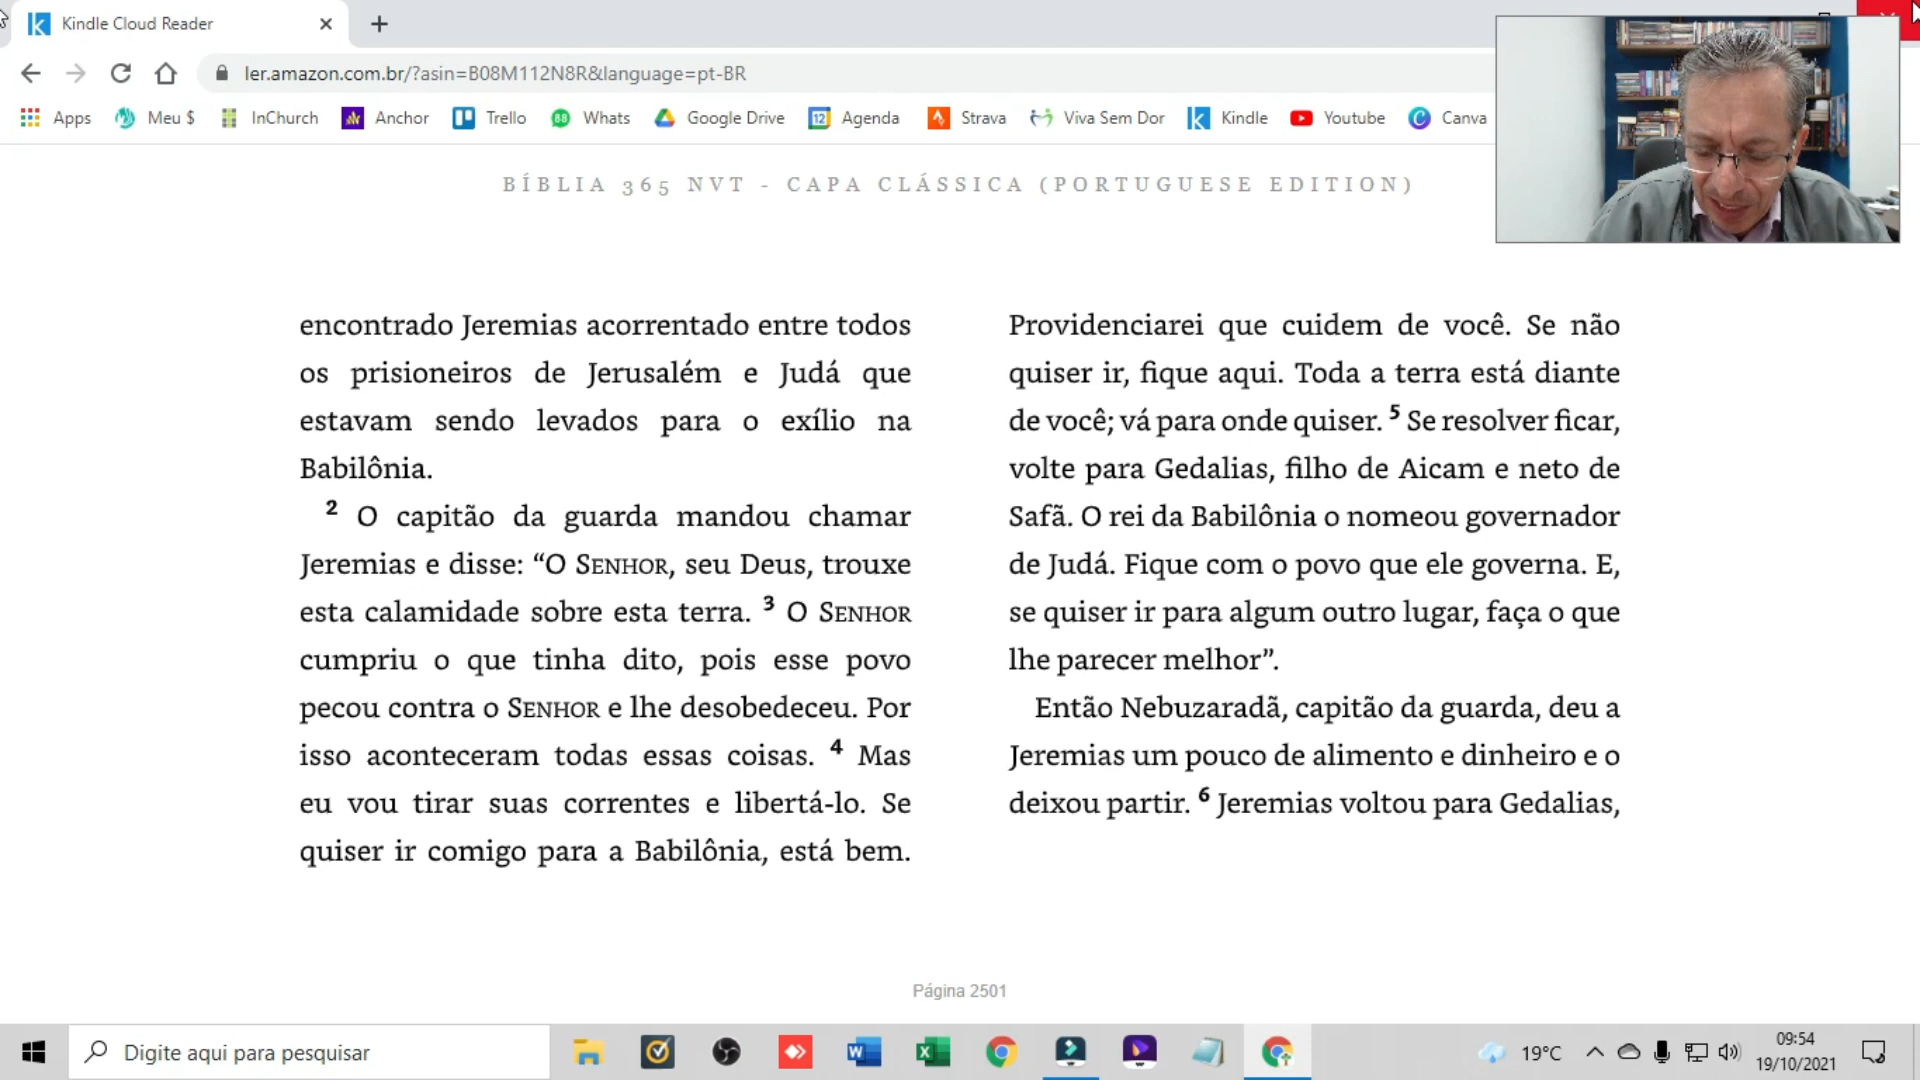 Kindle Cloud Reader
ler.amazon.com.br/?asin=B08M112N8R&language=pt-BR
Apps Meu $ InChurch Anchor Trello Whats Google Drive 12 Agenda Strava Viva Sem Dor Kindle Youtube Canva
BÍBLIA 365 NVT - CAPA CLÁSSICA (PORTUGUESE EDITION)
encontrado Jeremias acorrentado entre todos
os prisioneiros de Jerusalém e Judá que
estavam sendo levados para o exílio na
Babilônia.
2 O capitão da guarda mandou chamar
Jeremias e disse: “O SENHOR, seu Deus, trouxe
esta calamidade sobre esta terra. 3 O SENHOR
cumpriu o que tinha dito, pois esse povo
pecou contra o SENHOR e lhe desobedeceu. Por
isso aconteceram todas essas coisas. 4 Mas
eu vou tirar suas correntes e libertá-lo. Se
quiser ir comigo para a Babilônia, está bem.
Providenciarei que cuidem de você. Se não
quiser ir, fique aqui. Toda a terra está diante
de você; vá para onde quiser. 5 Se resolver ficar,
volte para Gedalias, filho de Aicam e neto de
Safã. O rei da Babilônia o nomeou governador
de Judá. Fique com o povo que ele governa. E,
se quiser ir para algum outro lugar, faça o que
lhe parecer melhor”.
Então Nebuzaradã, capitão da guarda, deu a
Jeremias um pouco de alimento e dinheiro e o
deixou partir. 6 Jeremias voltou para Gedalias,
Página 2501
Digite aqui para pesquisar
19°C
09:54
19/10/2021